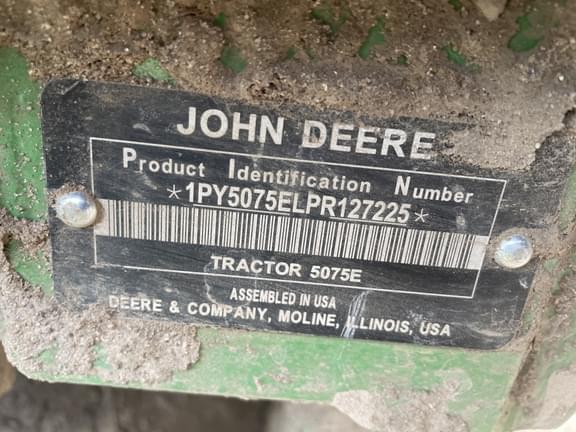 JOHN DEERE
Product Identification Number
*1PY5075ELPR127225*
TRACTOR 5075E
ASSEMBLED IN USA
DEERE & COMPANY, MOLINE, ILLINOIS, USA